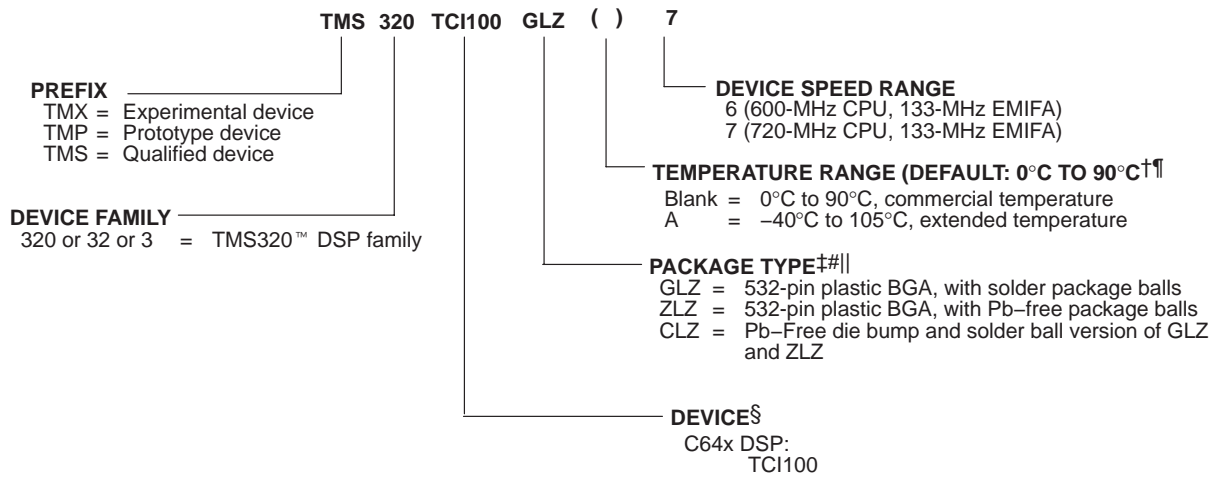 TMS 320 TCI100 GLZ ( ) 7
PREFIX
TMX = Experimental device
TMP = Prototype device
TMS = Qualified device
DEVICE SPEED RANGE
6 (600-MHz CPU, 133-MHz EMIFA)
7 (720-MHz CPU, 133-MHz EMIFA)
TEMPERATURE RANGE (DEFAULT: 0°C TO 90°C†¶
Blank = 0°C to 90°C, commercial temperature
A = −40°C to 105°C, extended temperature
DEVICE FAMILY
320 or 32 or 3 = TMS320™ DSP family
PACKAGE TYPE‡#||
GLZ = 532-pin plastic BGA, with solder package balls
ZLZ = 532-pin plastic BGA, with Pb−free package balls
CLZ = Pb−Free die bump and solder ball version of GLZ
and ZLZ
DEVICE§
C64x DSP:
TCI100